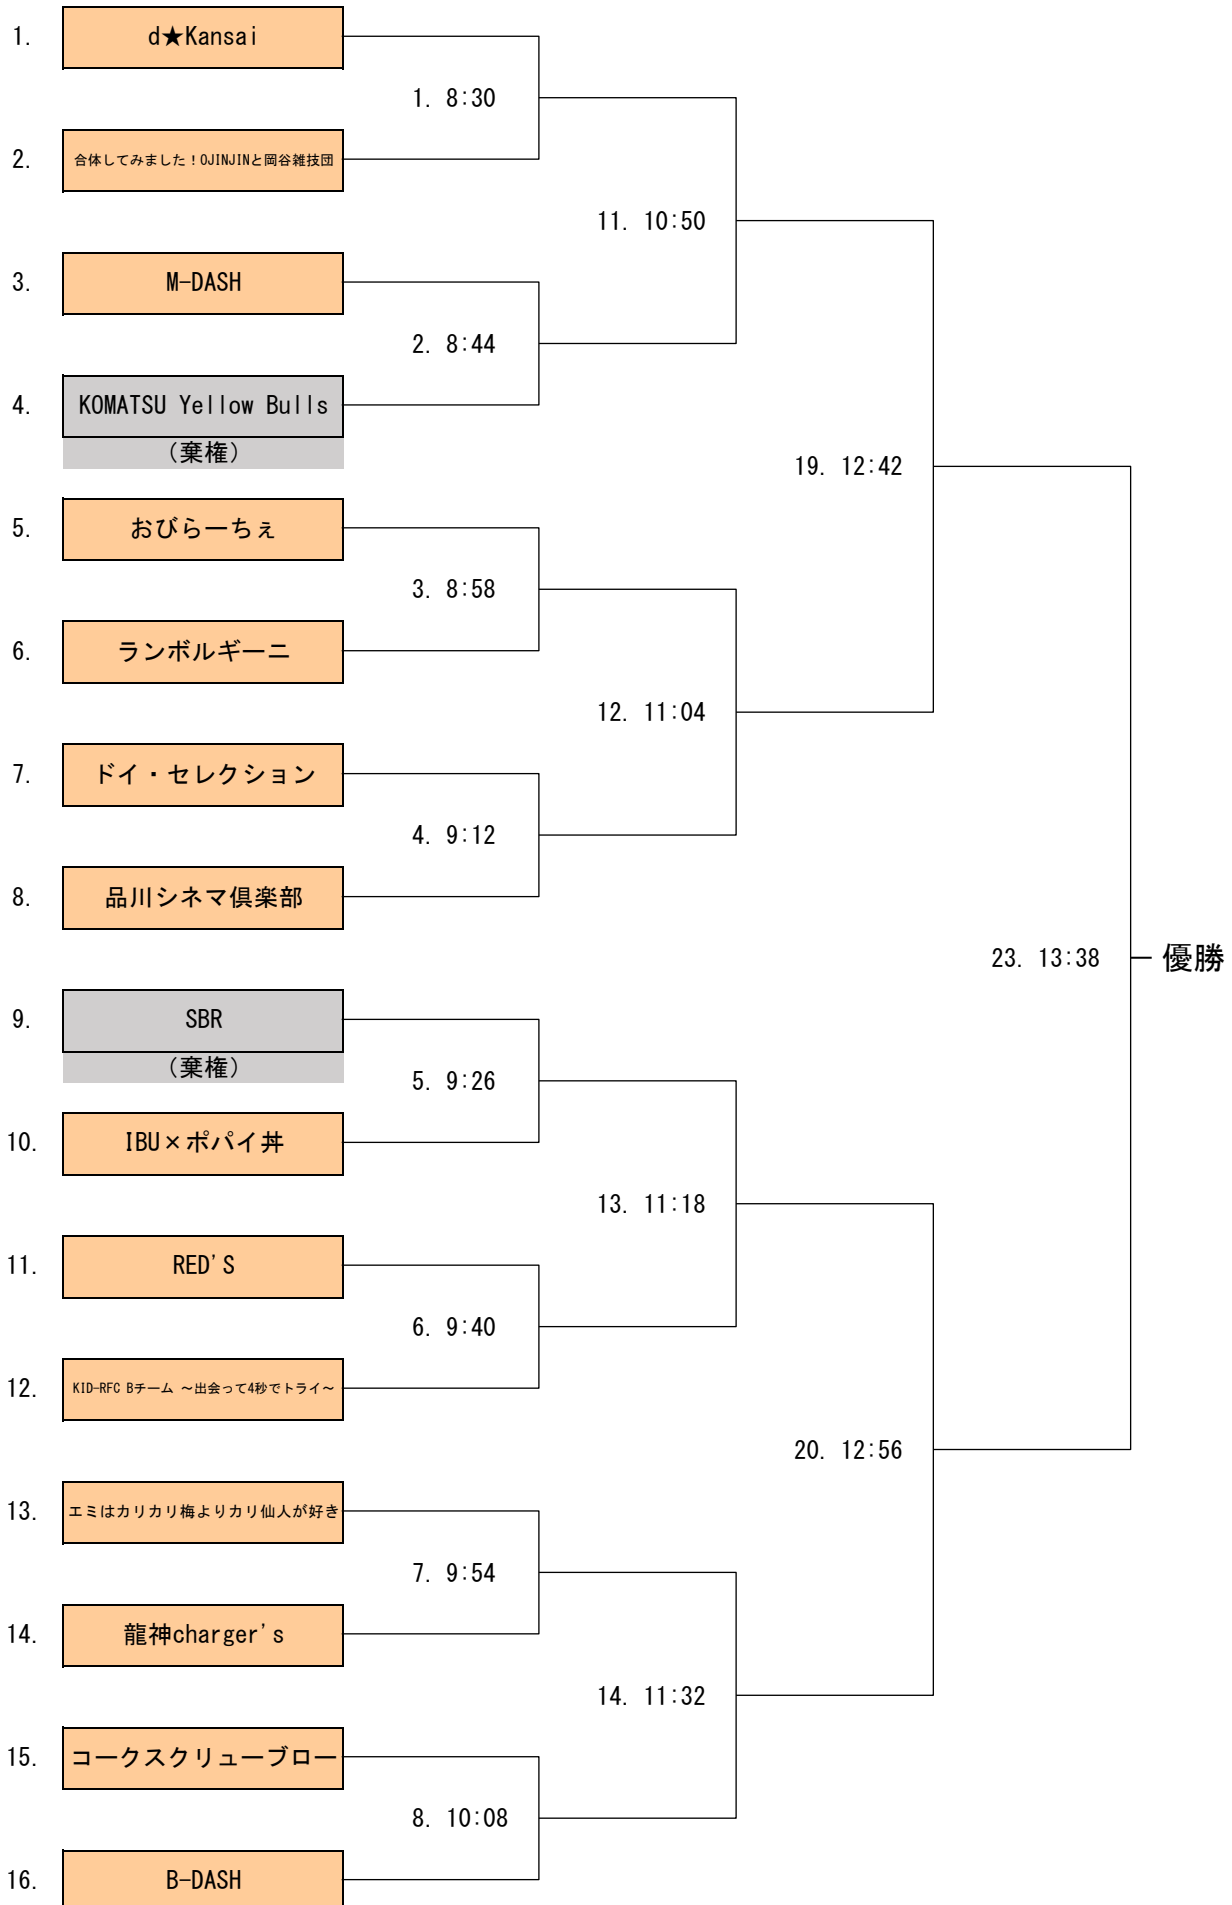 1. d★Kansai
1. 8:30
2. 合体してみました！OJINJINと岡谷雑技団
11. 10:50
3. M-DASH
2. 8:44
4. KOMATSU Yellow Bulls
（棄権）
19. 12:42
5. おびらーちぇ
3. 8:58
6. ランボルギーニ
12. 11:04
7. ドイ・セレクション
4. 9:12
8. 品川シネマ倶楽部
23. 13:38 優勝
9. SBR
（棄権）
5. 9:26
10. IBU×ポパイ丼
13. 11:18
11. RED'S
6. 9:40
12. KID-RFC Bチーム ～出会って4秒でトライ～
20. 12:56
13. エミはカリカリ梅よりカリ仙人が好き
7. 9:54
14. 龍神charger's
14. 11:32
15. コークスクリューブロー
8. 10:08
16. B-DASH